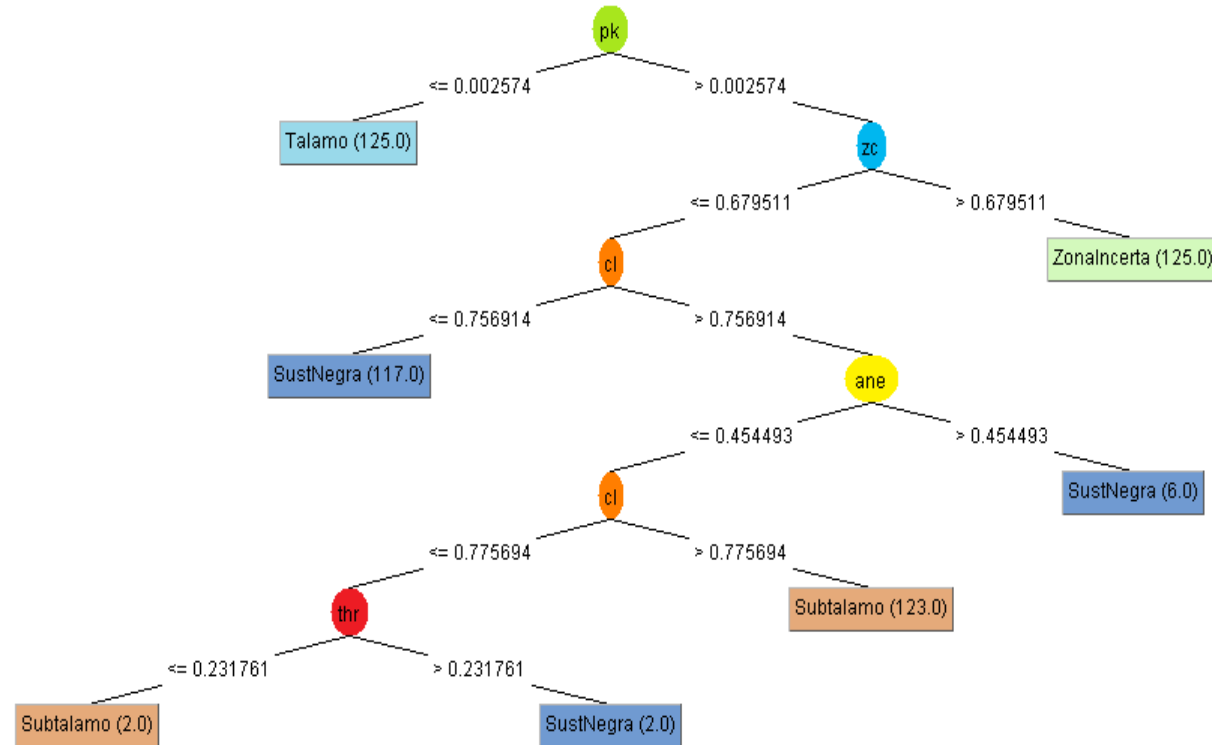 pk
<= 0.002574
> 0.002574
Talamo (125.0)
zc
<= 0.679511
> 0.679511
cl
ZonaIncerta (125.0)
<= 0.756914
> 0.756914
SustNegra (117.0)
ane
<= 0.454493
> 0.454493
cl
SustNegra (6.0)
<= 0.775694
> 0.775694
thr
Subtalamo (123.0)
<= 0.231761
> 0.231761
Subtalamo (2.0)
SustNegra (2.0)